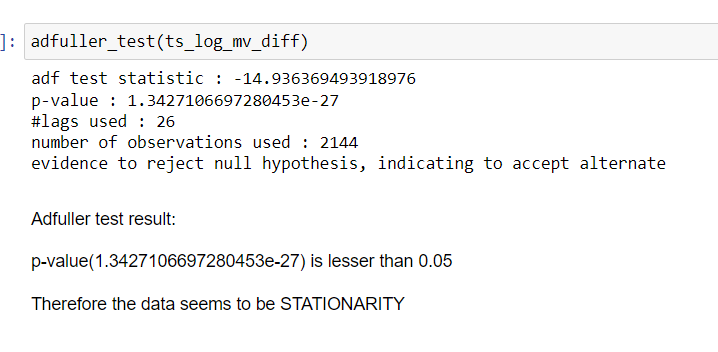 ]: adfuller_test(ts_log_mv_diff)
adf test statistic : -14.936369493918976
p-value : 1.3427106697280453e-27
#lags used : 26
number of observations used : 2144
evidence to reject null hypothesis, indicating to accept alternate
Adfuller test result:
p-value(1.3427106697280453e-27) is lesser than 0.05
Therefore the data seems to be STATIONARITY